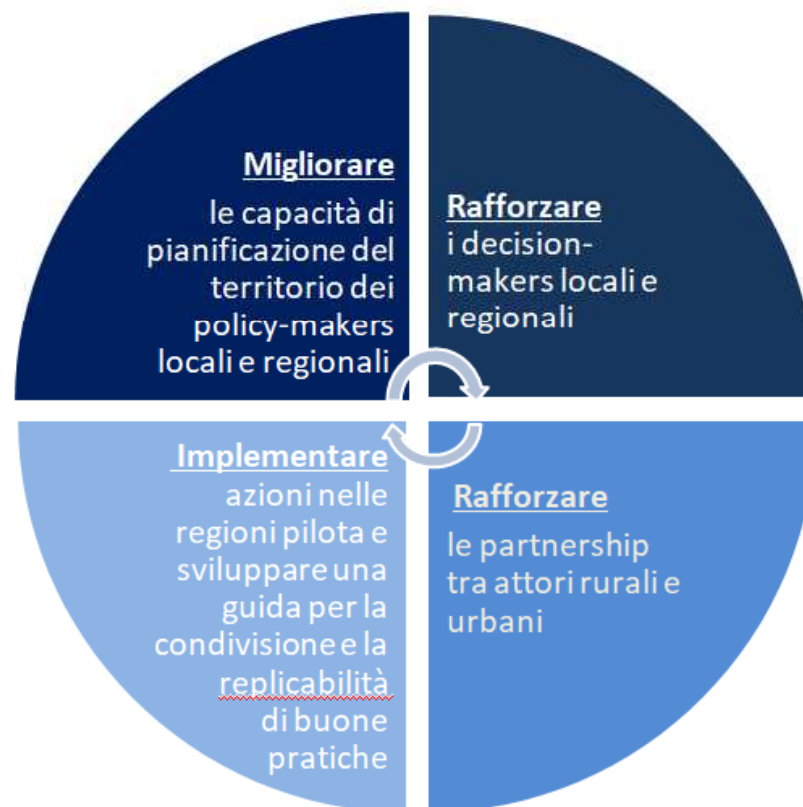 Migliorare
le capacità di
pianificazione del
territorio dei
policy-makers
locali e regionali
Rafforzare
i decision-
makers locali e
regionali
Implementare
azioni nelle
regioni pilota e
sviluppare una
guida per la
condivisione e la
replicabilità
di buone
pratiche
Rafforzare
le partnership
tra attori rurali e
urbani